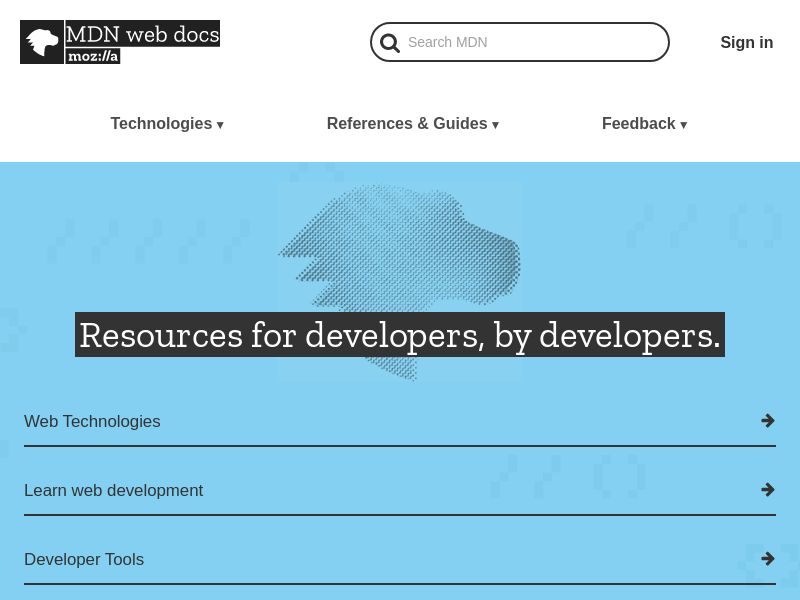 MDN web docs
moz://a
Search MDN
Sign in
Technologies ▾
References & Guides ▾
Feedback ▾
Resources for developers, by developers.
Web Technologies
Learn web development
Developer Tools